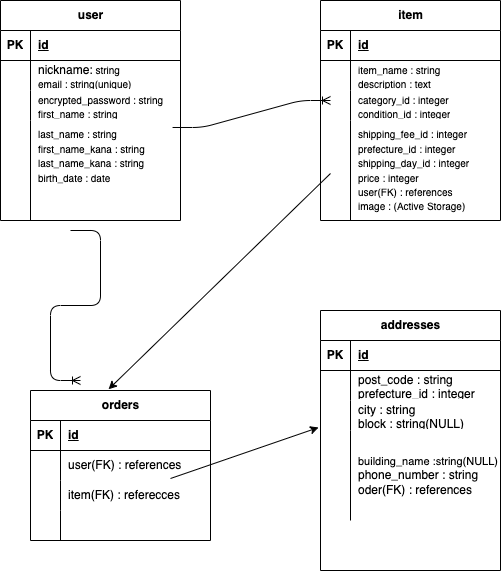 user
PK id
nickname: string
email : string(unique)
encrypted_password : string
first_name : string
last_name : string
first_name_kana : string
last_name_kana : string
birth_date : date
item
PK id
item_name : string
description : text
category_id : integer
condition_id : integer
shipping_fee_id : integer
prefecture_id : integer
shipping_day_id : integer
price : integer
user(FK) : references
image : (Active Storage)
orders
PK id
user(FK) : references
item(FK) : referecces
addresses
PK id
post_code : string
prefecture_id : integer
city : string
block : string(NULL)
building_name :string(NULL)
phone_number : string
oder(FK) : references